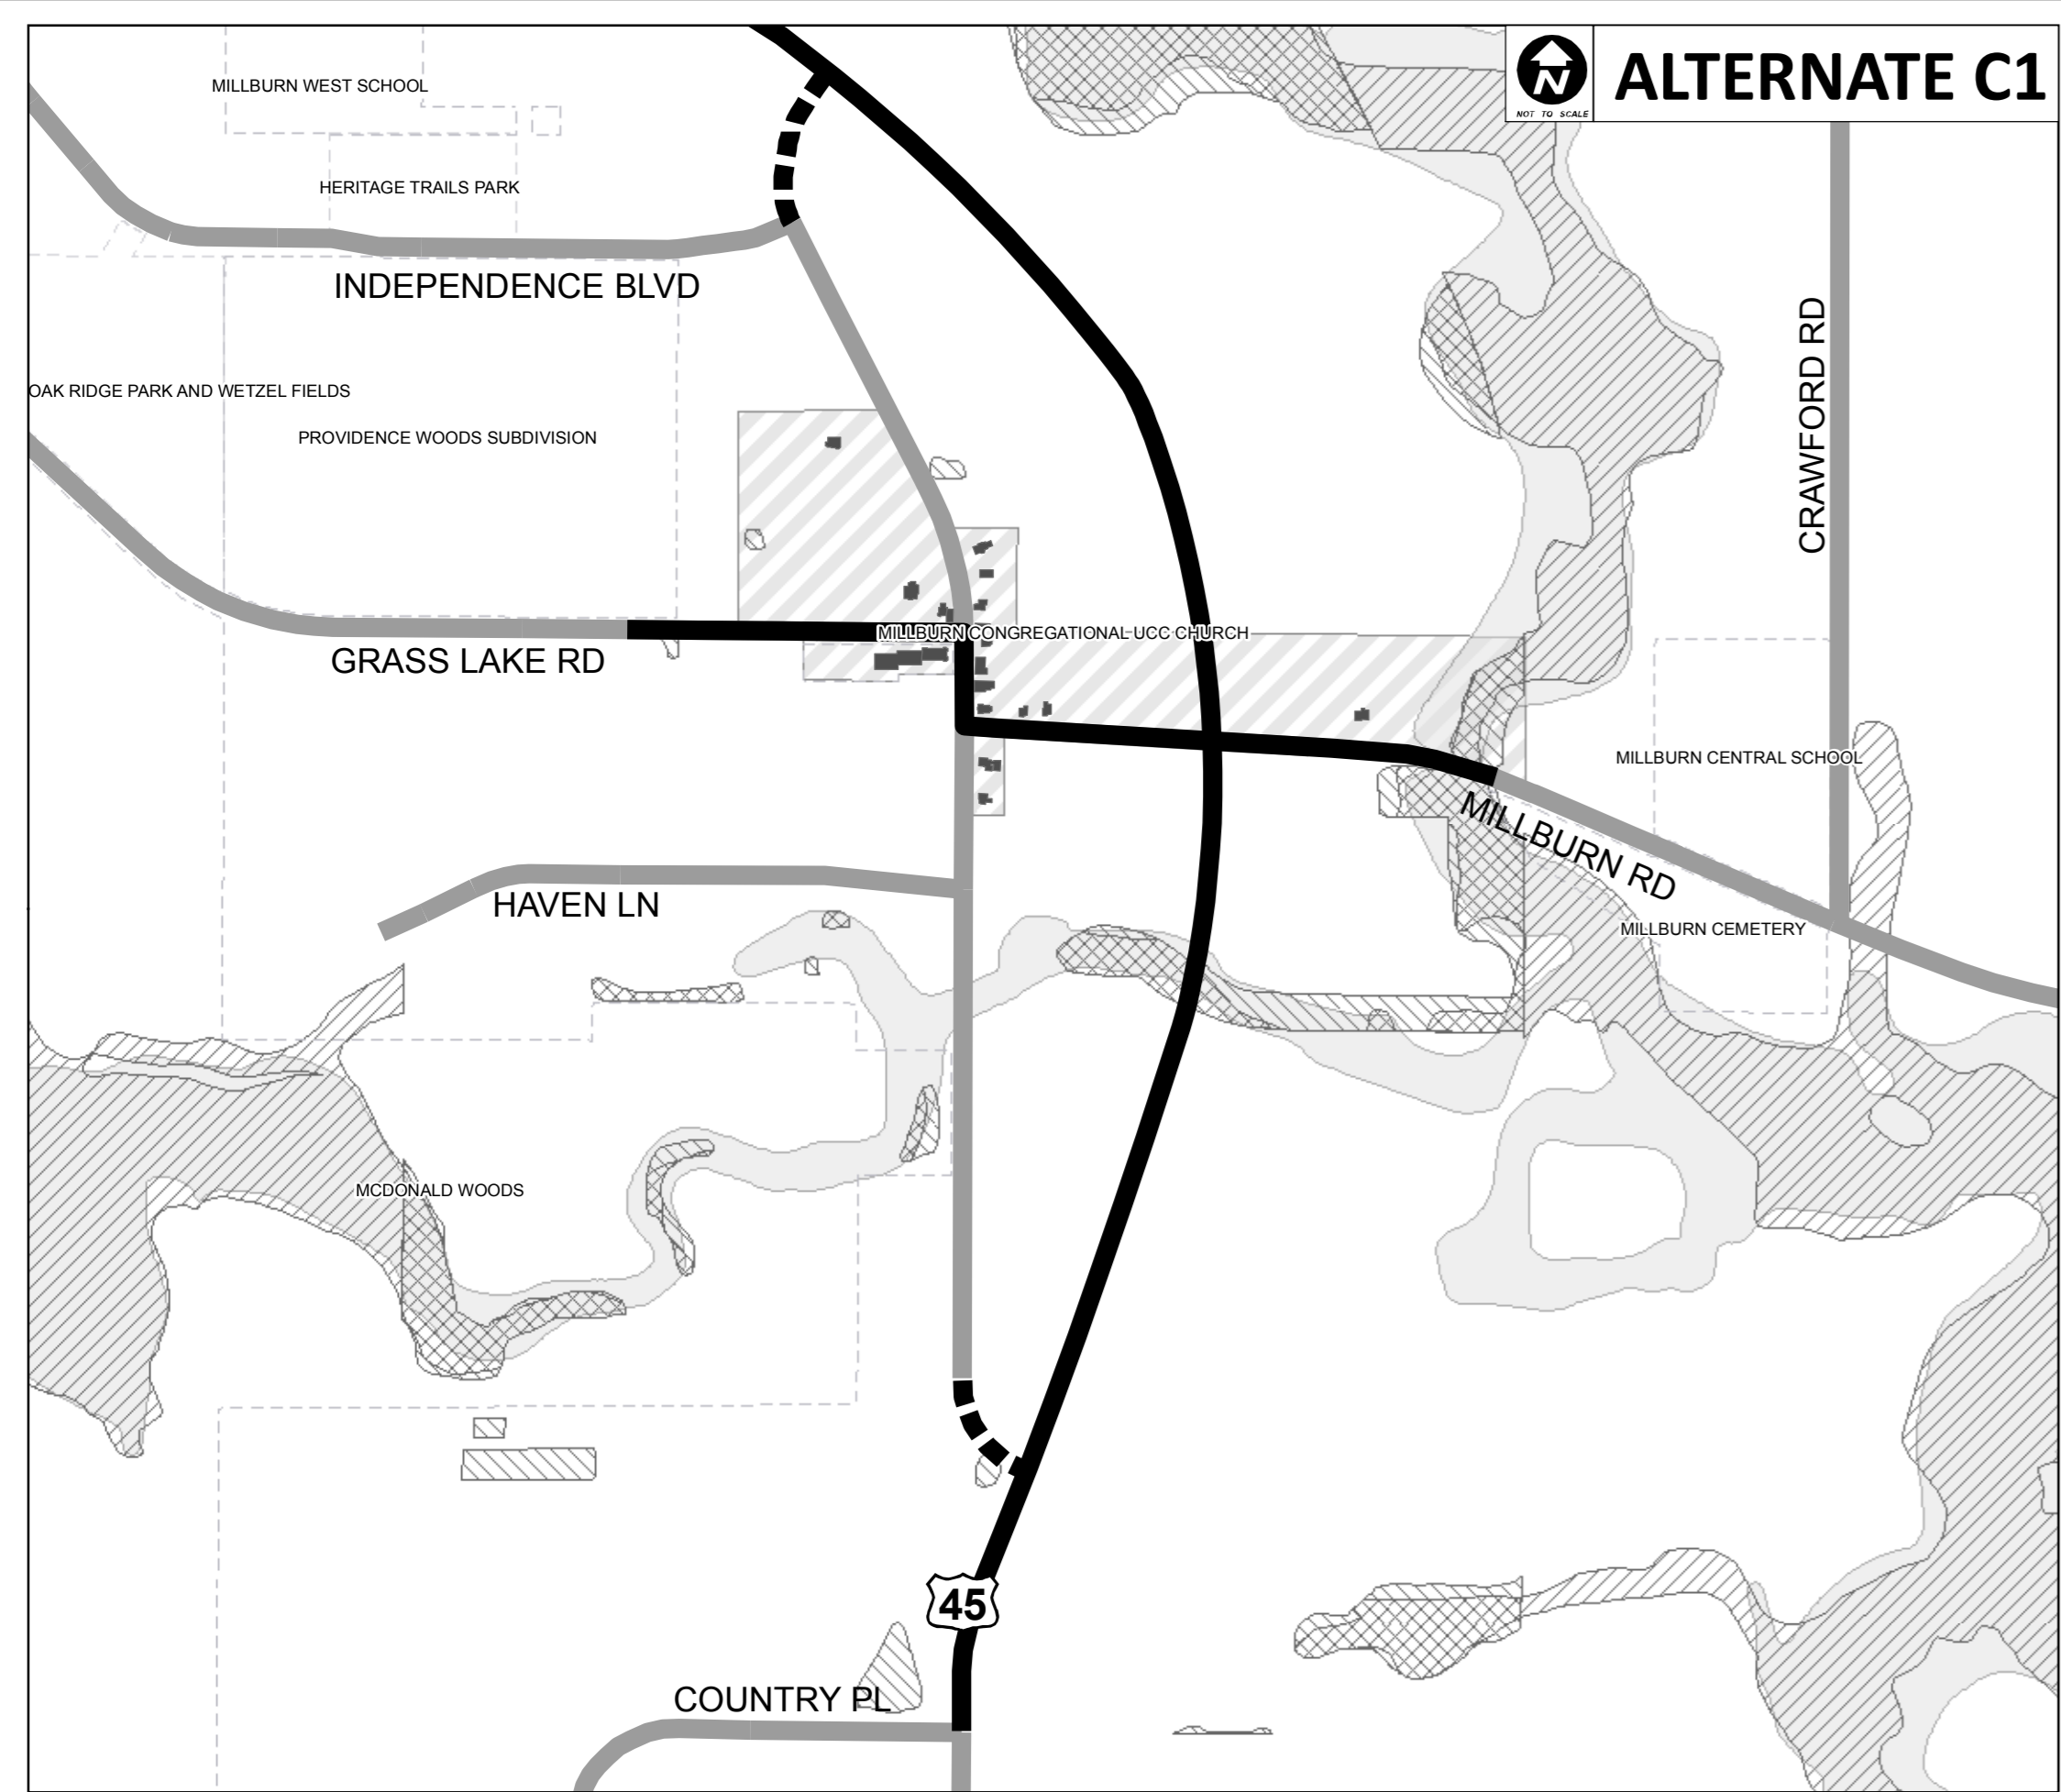 N
NOT TO SCALE
ALTERNATE C1
MILLBURN WEST SCHOOL
HERITAGE TRAILS PARK
INDEPENDENCE BLVD
CRAWFORD RD
OAK RIDGE PARK AND WETZEL FIELDS
PROVIDENCE WOODS SUBDIVISION
MILLBURN CONGREGATIONAL UCC CHURCH
GRASS LAKE RD
MILLBURN CENTRAL SCHOOL
MILLBURN RD
HAVEN LN
MILLBURN CEMETERY
MCDONALD WOODS
45
COUNTRY PL